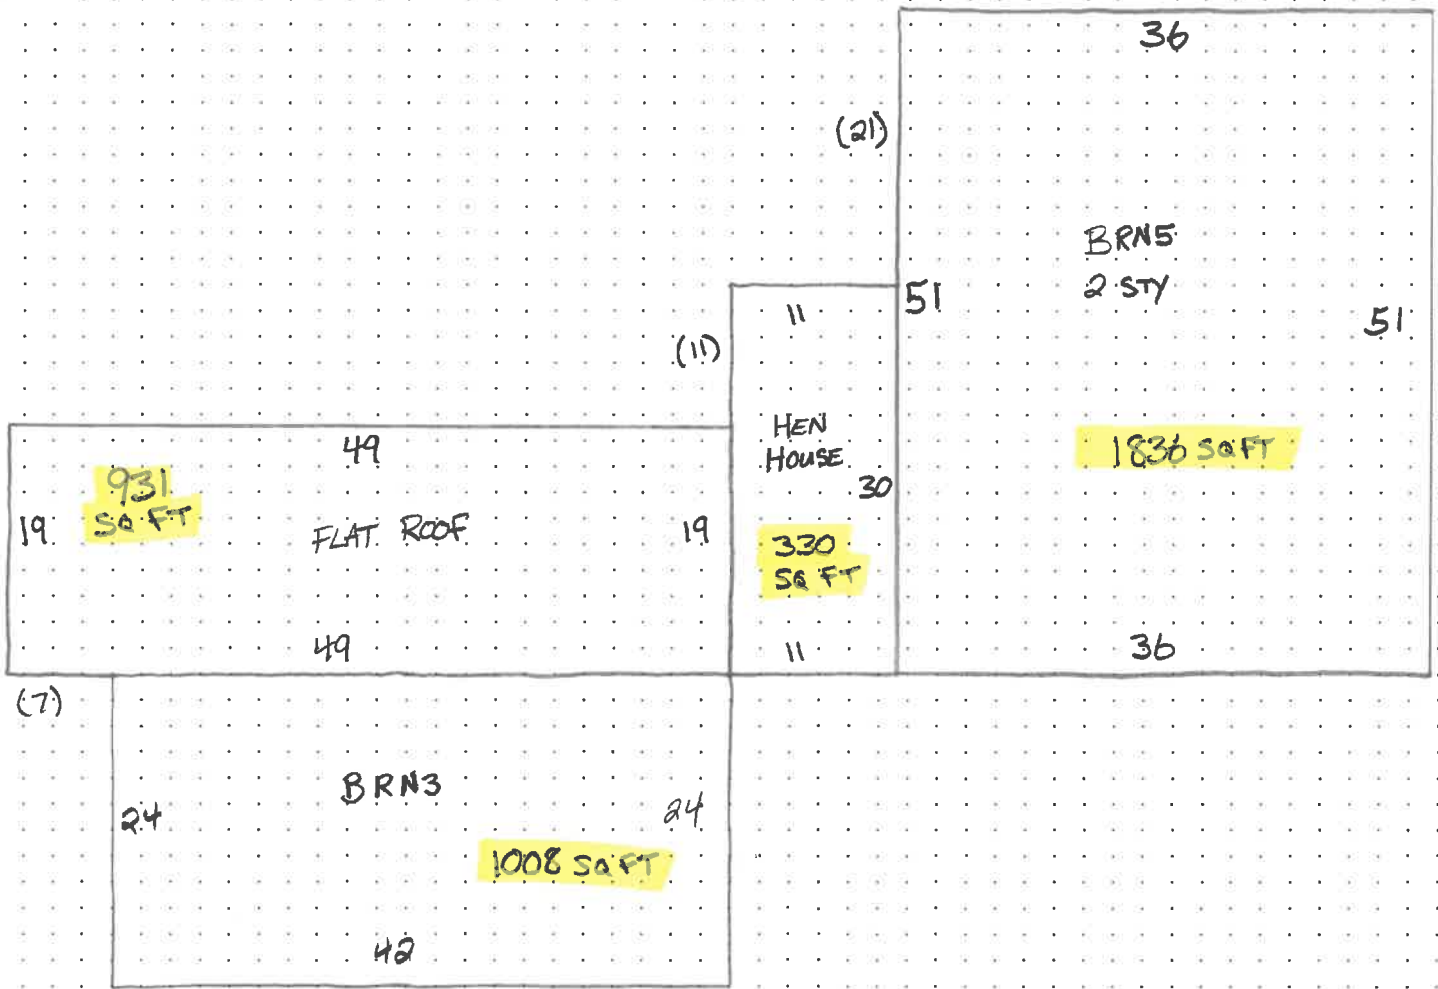 36
(21)
BRN5
2 STY
11
51
51
(11)
HEN
HOUSE
49
1836 SQ FT
931
SQ FT
30
19
FLAT ROOF
19
330
SQ FT
49
11
36
(7)
BRN3
24
24
1008 SQ FT
42